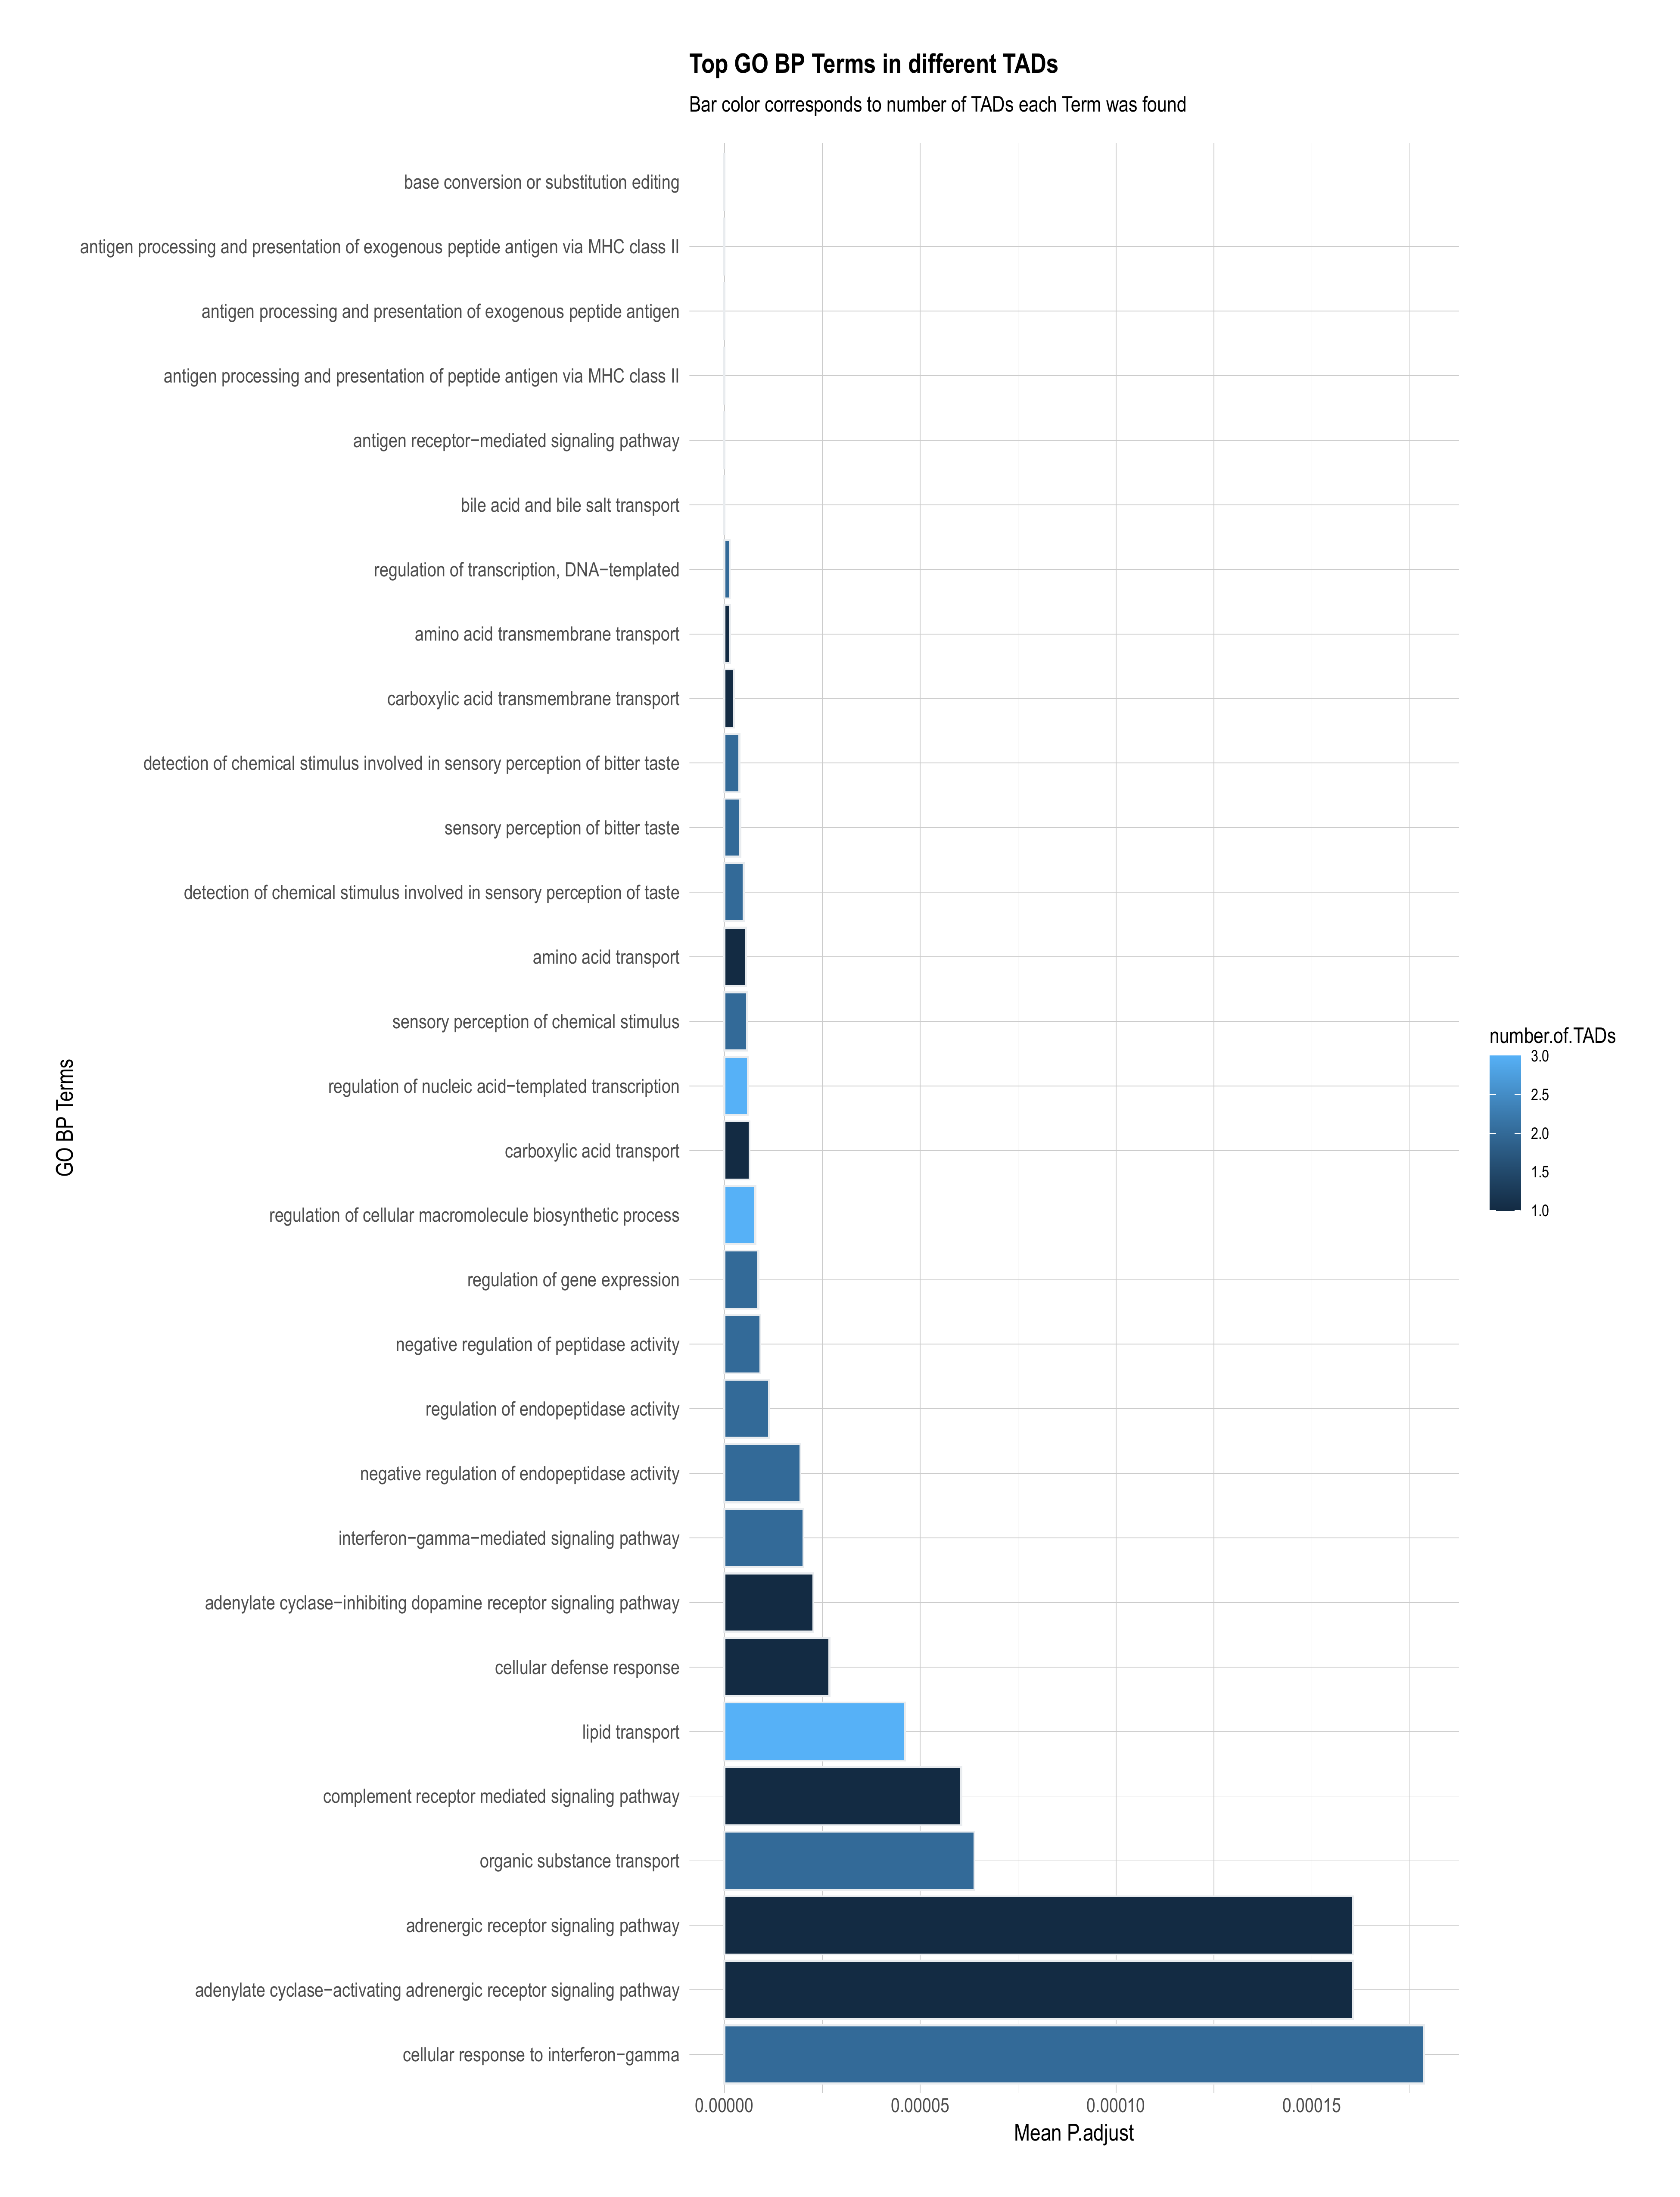 Top GO BP Terms in different TADs
Bar color corresponds to number of TADs each Term was found
base conversion or substitution editing
antigen processing and presentation of exogenous peptide antigen via MHC class II
antigen processing and presentation of exogenous peptide antigen
antigen processing and presentation of peptide antigen via MHC class II
antigen receptor−mediated signaling pathway
bile acid and bile salt transport
regulation of transcription, DNA−templated
amino acid transmembrane transport
carboxylic acid transmembrane transport
detection of chemical stimulus involved in sensory perception of bitter taste
sensory perception of bitter taste
detection of chemical stimulus involved in sensory perception of taste
amino acid transport
sensory perception of chemical stimulus
regulation of nucleic acid−templated transcription
carboxylic acid transport
regulation of cellular macromolecule biosynthetic process
regulation of gene expression
negative regulation of peptidase activity
regulation of endopeptidase activity
negative regulation of endopeptidase activity
interferon−gamma−mediated signaling pathway
adenylate cyclase−inhibiting dopamine receptor signaling pathway
cellular defense response
lipid transport
complement receptor mediated signaling pathway
organic substance transport
adrenergic receptor signaling pathway
adenylate cyclase−activating adrenergic receptor signaling pathway
cellular response to interferon−gamma
GO BP Terms
0.00000 0.00005 0.00010 0.00015
Mean P.adjust
number.of.TADs
3.0
2.5
2.0
1.5
1.0